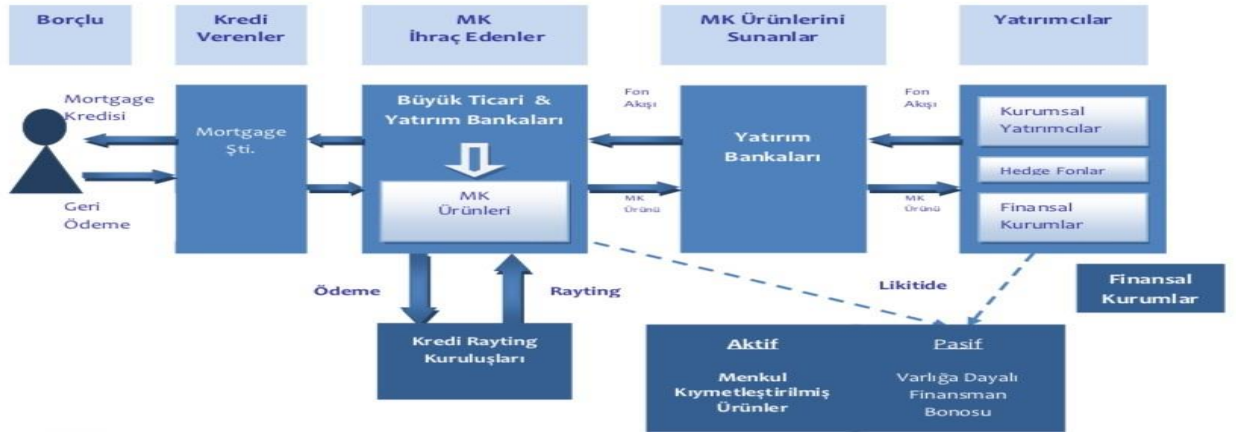 Borçlu
Kredi
Verenler
MK
İhraç Edenler
MK Ürünlerini
Sunanlar
Yatırımcılar
Mortgage
Kredisi
Geri
Ödeme
Mortgage
Şti.
Büyük Ticari &
Yatırım Bankaları
MK
Ürünleri
Fon
Akışı
MK
Ürünü
Yatırım
Bankaları
Fon
Akışı
MK
Ürünü
Kurumsal
Yatırımcılar
Hedge Fonlar
Finansal
Kurumlar
Ödeme
Rayting
Likitide
Finansal
Kurumlar
Kredi Rayting
Kuruluşları
Aktif
Menkul
Kıymetleştirilmiş
Ürünler
Pasif
Varlığa Dayalı
Finansman
Bonosu